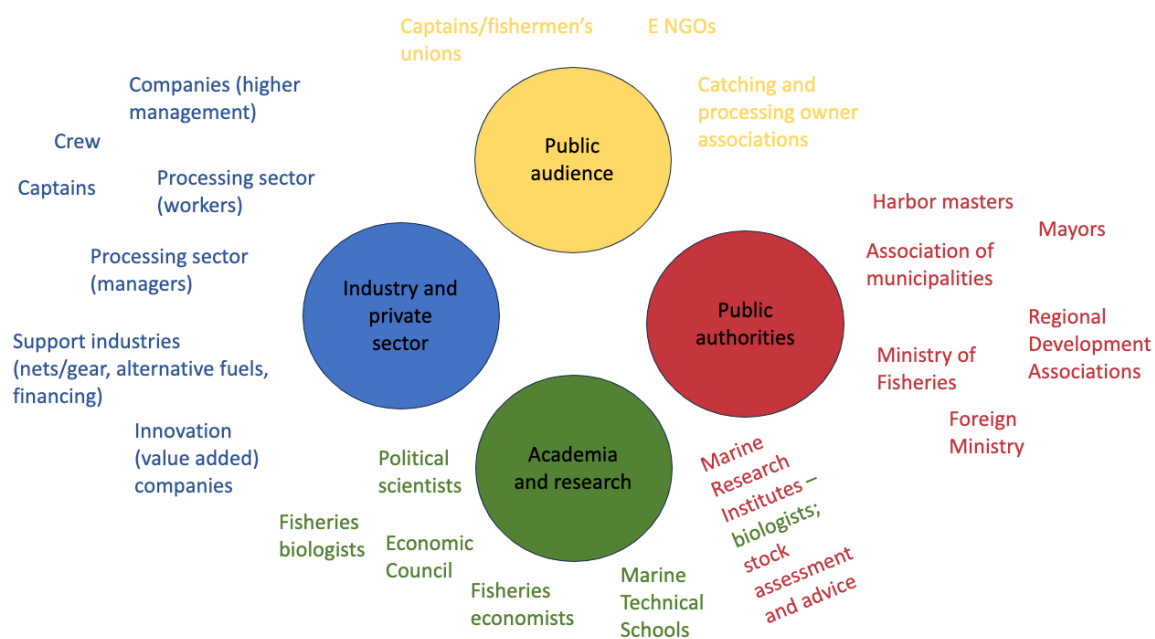 Captains/fishermen's
unions
E NGOs
Companies (higher
management)
Catching and
processing owner
associations
Crew
Public
audience
Captains
Processing sector
(workers)
Harbor masters
Mayors
Processing sector
(managers)
Association of
municipalities
Industry and
private
sector
Public
authorities
Regional
Development
Associations
Support industries
(nets/gear, alternative fuels,
financing)
Ministry of
Fisheries
Foreign
Ministry
Innovation
(value added)
companies
Political
scientists
Academia
and research
Marine
Research
Institutes –
biologists;
stock
assessment
and advice
Fisheries
biologists
Economic
Council
Fisheries
economists
Marine
Technical
Schools